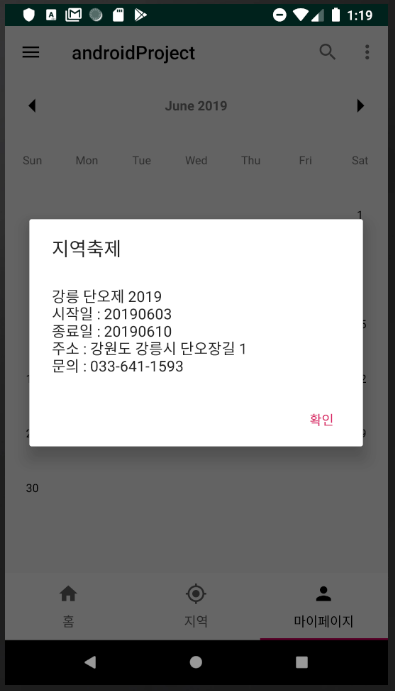 1:19
androidProject
June 2019
Sun Mon Tue Wed Thu Fri Sat
1
지역축제
강릉 단오제 2019
시작일 : 20190603
종료일 : 20190610
주소 : 강원도 강릉시 단오장길 1
문의 : 033-641-1593
확인
30
홈 지역 마이페이지